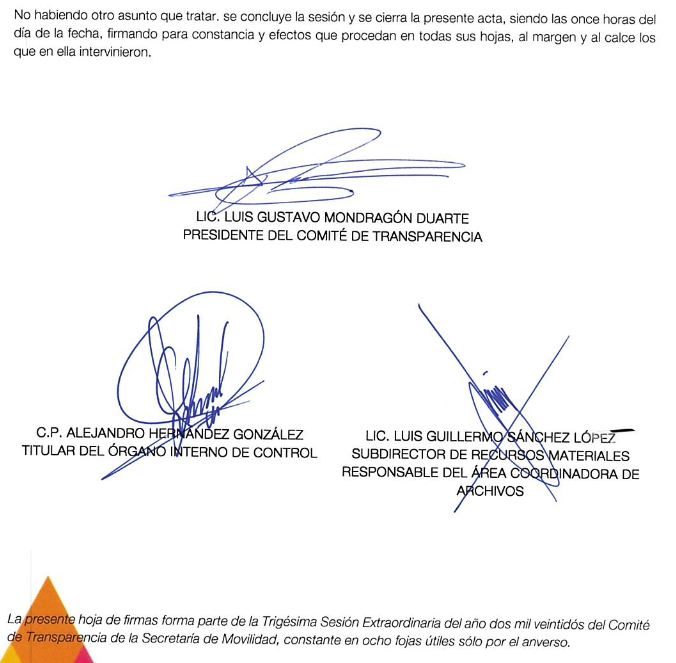 No habiendo otro asunto que tratar. se concluye la sesión y se cierra la presente acta, siendo las once horas del
día de la fecha, firmando para constancia y efectos que procedan en todas sus hojas, al margen y al calce los
que en ella intervinieron.
LIC. LUIS GUSTAVO MONDRAGÓN DUARTE
PRESIDENTE DEL COMITÉ DE TRANSPARENCIA
C.P. ALEJANDRO HERNÁNDEZ GONZÁLEZ
TITULAR DEL ÓRGANO INTERNO DE CONTROL
LIC. LUIS GUILLERMO SÁNCHEZ LÓPEZ
SUBDIRECTOR DE RECURSOS MATERIALES
RESPONSABLE DEL ÁREA COORDINADORA DE
ARCHIVOS
La presente hoja de firmas forma parte de la Trigésima Sesión Extraordinaria del año dos mil veintidós del Comité
de Transparencia de la Secretaría de Movilidad, constante en ocho fojas útiles sólo por el anverso.